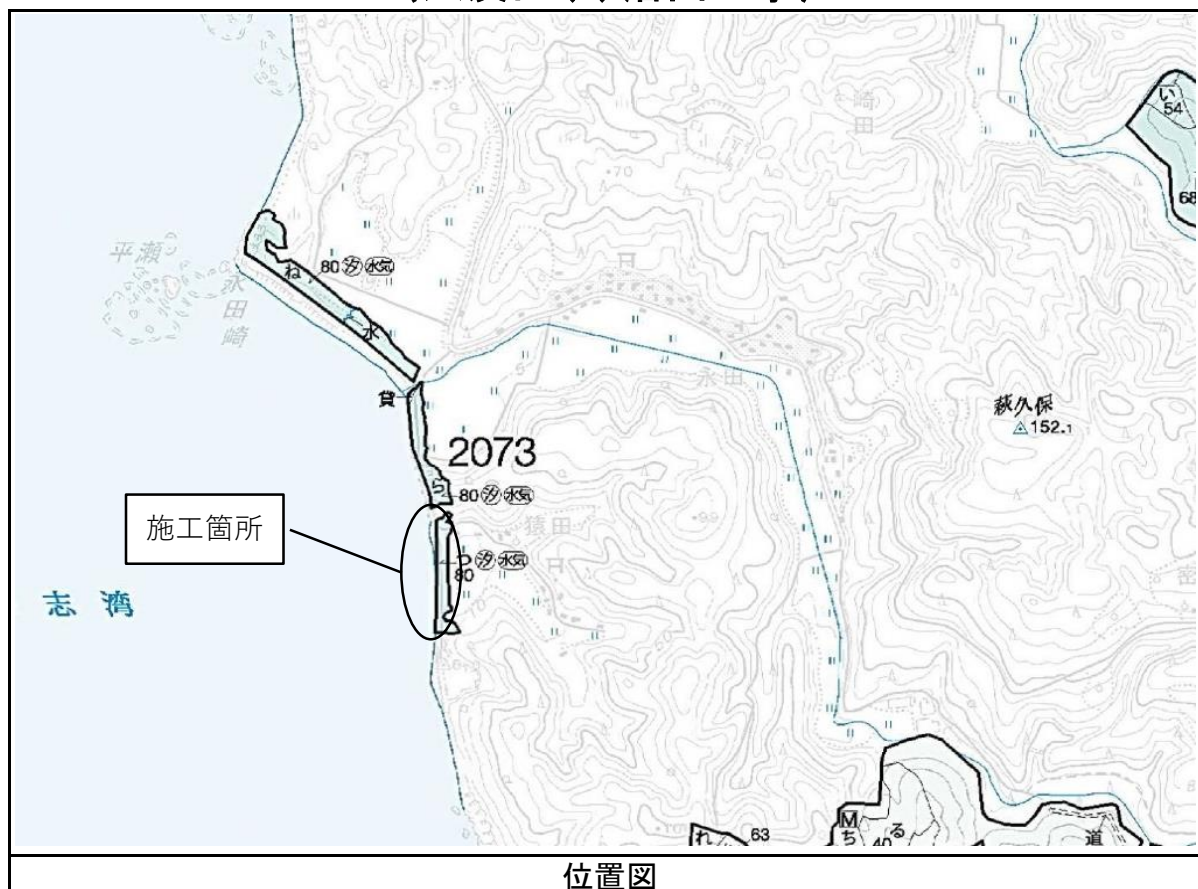 い
54
68
崎田
・70
平瀬
永田崎
ね
80 汐 水気
水
貸
永田
萩久保
152.1
2073
ら
80 汐 水気
施工箇所
猿田
・98
つ 汐 水気
80
志湾
れ
63
M
ち
る
40
道
位置図